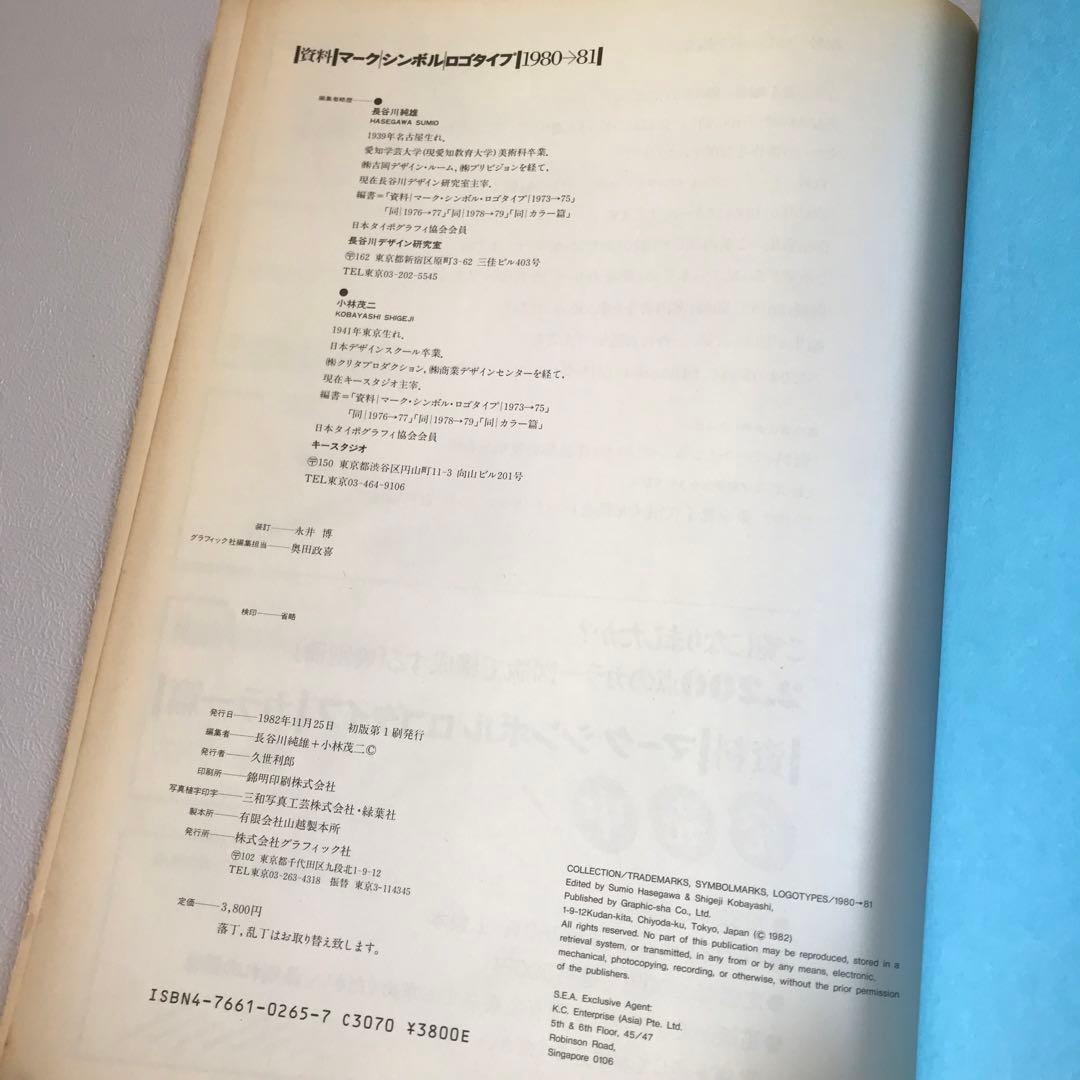 資料|マーク|シンボル|ロゴタイプ|1980→81
編集者略歴——●
長谷川純雄
HASEGAWA SUMIO
1939年名古屋生れ.
愛知学芸大学(現愛知教育大学)美術科卒業.
㈱吉岡デザイン・ルーム, ㈱プリビジョンを経て.
現在長谷川デザイン研究室主宰.
編書=「資料|マーク・シンボル・ロゴタイプ|1973→75」
「同|1976→77」「同|1978→79」「同|カラー篇」
日本タイポグラフィ協会会員
長谷川デザイン研究室
〒162 東京都新宿区原町3-62 三佳ビル403号
TEL東京03-202-5545
●
小林茂二
KOBAYASHI SHIGEJI
1941年東京生れ.
日本デザインスクール卒業.
㈱クリタプロダクション, ㈱商業デザインセンターを経て.
現在キースタジオ主宰.
編書=「資料|マーク・シンボル・ロゴタイプ|1973→75」
「同|1976→77」「同|1978→79」「同|カラー篇」
日本タイポグラフィ協会会員
キースタジオ
〒150 東京都渋谷区円山町11-3 向山ビル201号
TEL東京03-464-9106
装訂——永井 博
グラフィック社編集担当——奥田政喜
検印——省略
発行日——1982年11月25日 初版第1刷発行
編集者——長谷川純雄+小林茂二©
発行者——久世利郎
印刷所——錦明印刷株式会社
写真植字印字——三和写真工芸株式会社・緑葉社
製本所——有限会社山越製本所
発行所——株式会社グラフィック社
〒102 東京都千代田区九段北1-9-12
TEL東京03-263-4318 振替 東京3-114345
定価——3,800円
落丁,乱丁はお取り替え致します。
ISBN4-7661-0265-7 C3070 ¥3800E
COLLECTION/TRADEMARKS, SYMBOLMARKS, LOGOTYPES/1980→81
Edited by Sumio Hasegawa & Shigeji Kobayashi,
Published by Graphic-sha Co., Ltd.
1-9-12Kudan-kita, Chiyoda-ku, Tokyo, Japan (© 1982)
All rights reserved. No part of this publication may be reproduced, stored in a
retrieval system, or transmitted, in any from or by any means, electronic,
mechanical, photocopying, recording, or otherwise, without the prior permission
of the publishers.
S.E.A. Exclusive Agent:
K.C. Enterprise (Asia) Pte. Ltd.
5th & 6th Floor, 45/47
Robinson Road,
Singapore 0106